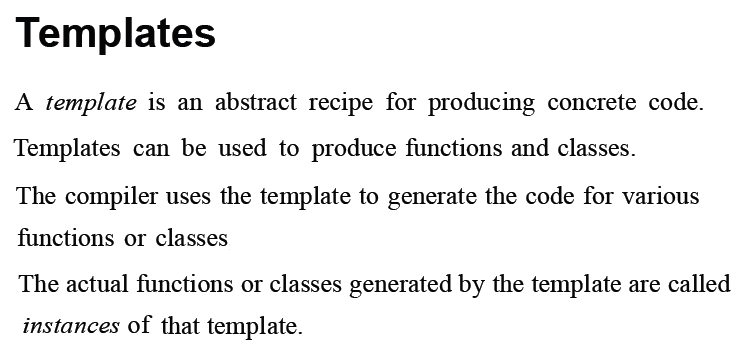 Templates
A template is an abstract recipe for producing concrete code.
Templates can be used to produce functions and classes.
The compiler uses the template to generate the code for various
functions or classes
The actual functions or classes generated by the template are called
instances of that template.